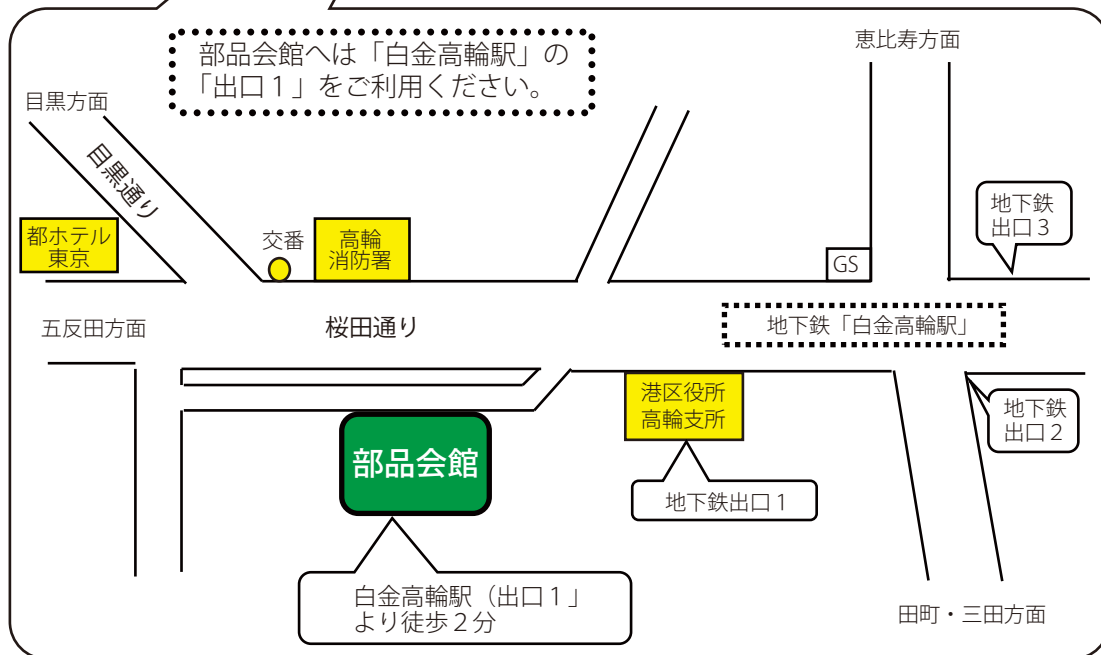 部品会館へは「白金高輪駅」の
「出口１」をご利用ください。
恵比寿方面
目黒方面
目黒通り
都ホテル
東京
交番
高輪
消防署
GS
地下鉄
出口３
五反田方面
桜田通り
地下鉄「白金高輪駅」
港区役所
高輪支所
地下鉄
出口２
部品会館
地下鉄出口１
白金高輪駅（出口１」
より徒歩２分
田町・三田方面